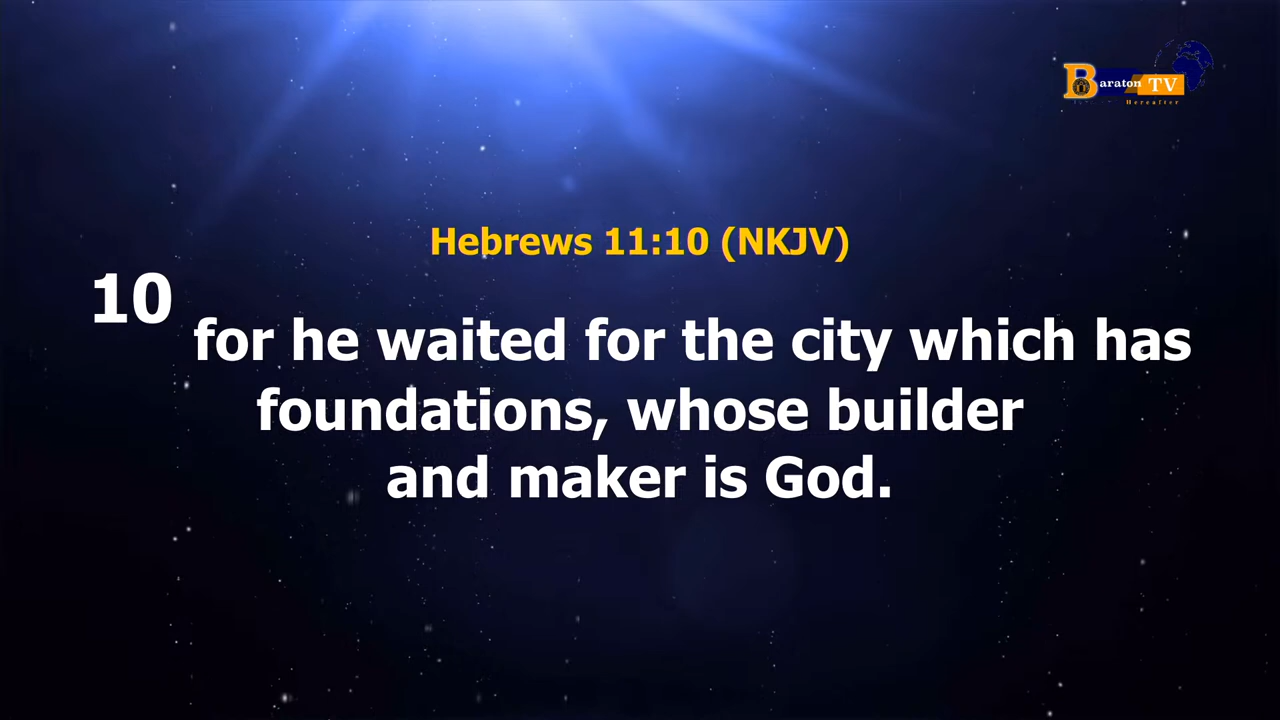 Baraton TV
Hereafter
Hebrews 11:10 (NKJV)
10 for he waited for the city which has
foundations, whose builder
and maker is God.